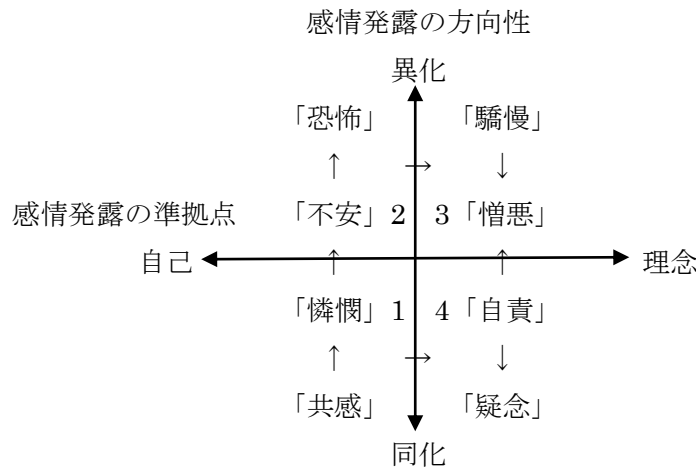 感情発露の方向性
異化
「恐怖」 「驕慢」
↑ → ↓
感情発露の準拠点 「不安」 2 3 「憎悪」
自己 ↑ ↑ 理念
「憐憫」 1 4 「自責」
↑ → ↓
「共感」 「疑念」
同化